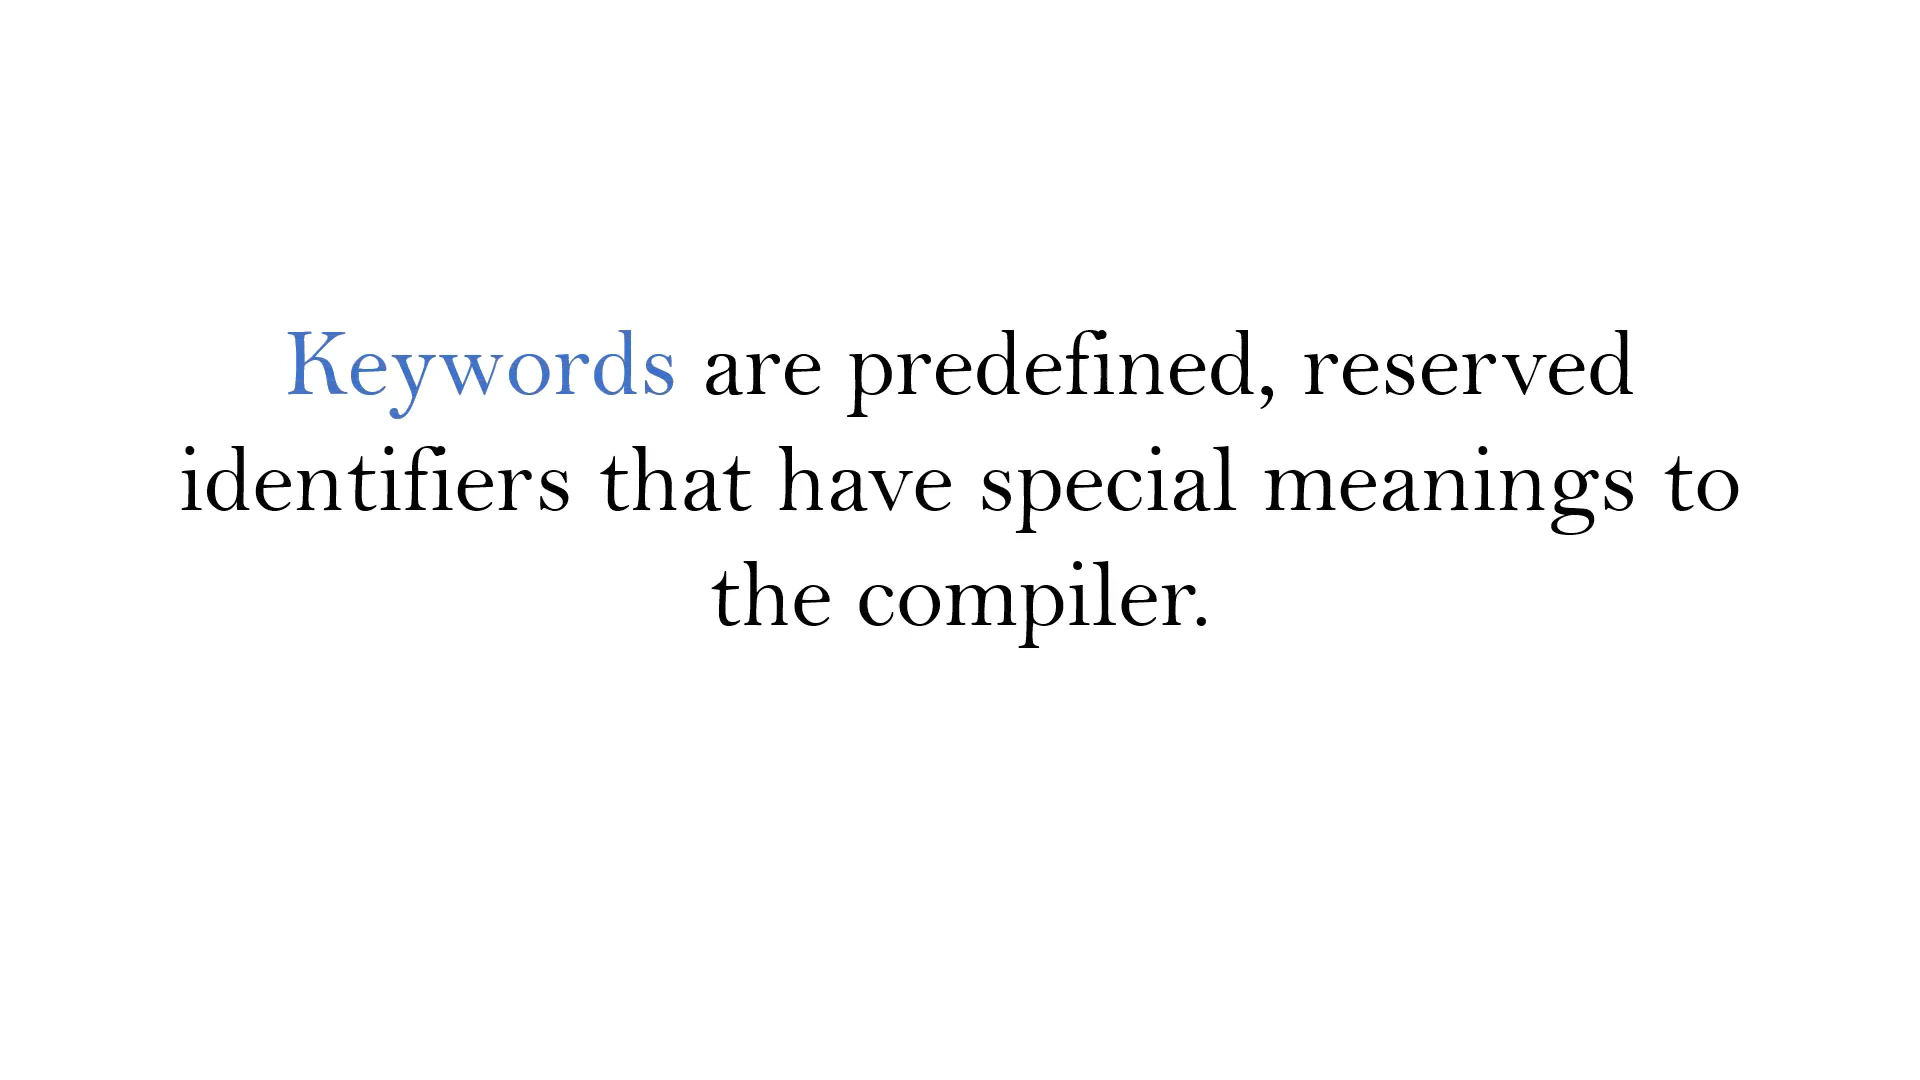 Keywords are predefined, reserved
identifiers that have special meanings to
the compiler.